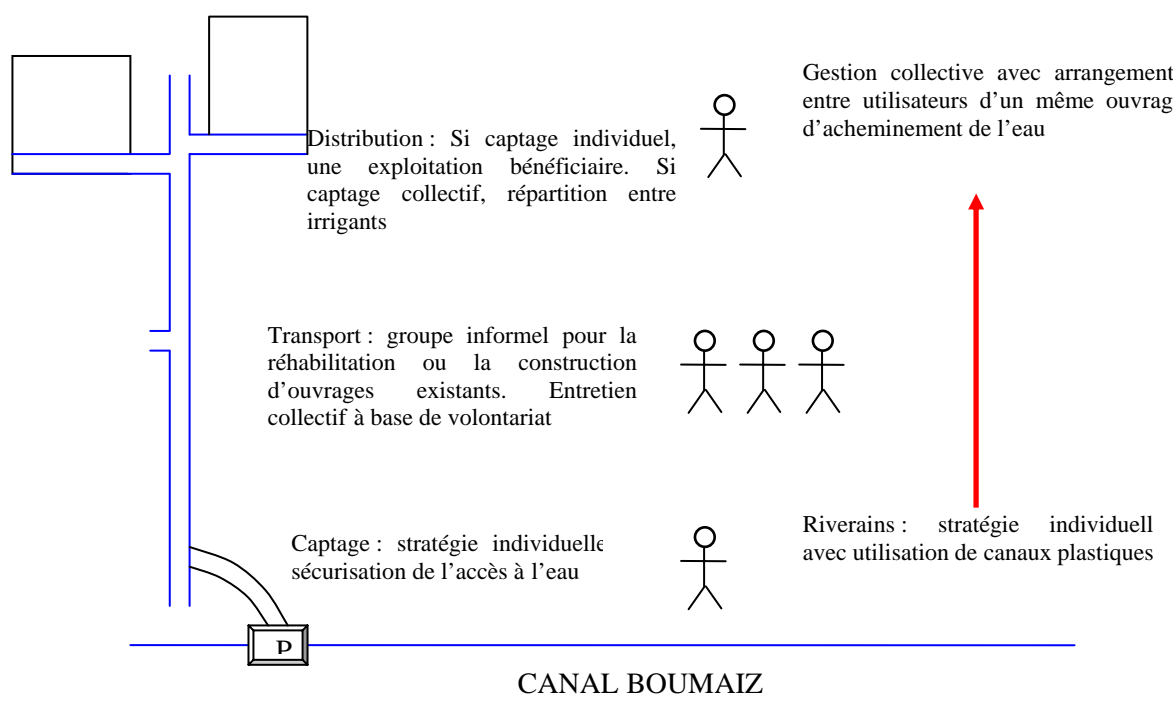 Gestion collective avec arrangement
entre utilisateurs d'un même ouvrag
d'acheminement de l'eau
Distribution : Si captage individuel,
une exploitation bénéficiaire. Si
captage collectif, répartition entre
irrigants
Transport : groupe informel pour la
réhabilitation ou la construction
d'ouvrages existants. Entretien
collectif à base de volontariat
Captage : stratégie individuelle
sécurisation de l'accès à l'eau
Riverains : stratégie individuell
avec utilisation de canaux plastiques
P
CANAL BOUMAIZ